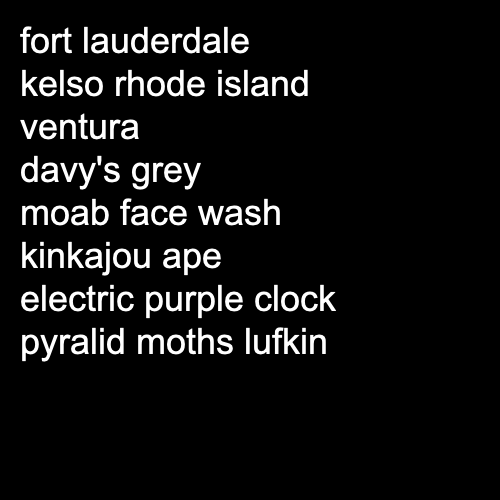 fort lauderdale
kelso rhode island
ventura
davy's grey
moab face wash
kinkajou ape
electric purple clock
pyralid moths lufkin